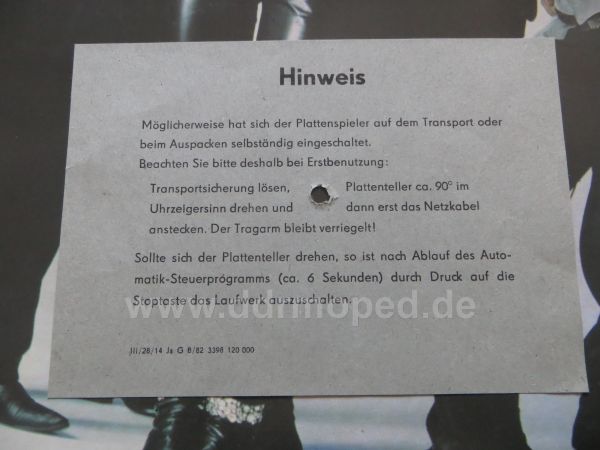 Hinweis
Möglicherweise hat sich der Plattenspieler auf dem Transport oder
beim Auspacken selbständig eingeschaltet.
Beachten Sie bitte deshalb bei Erstbenutzung:
Transportsicherung lösen, Plattenteller ca. 90° im
Uhrzeigersinn drehen und dann erst das Netzkabel
anstecken. Der Tragarm bleibt verriegelt!
Sollte sich der Plattenteller drehen, so ist nach Ablauf des Auto-
matik-Steuerprogramms (ca. 6 Sekunden) durch Druck auf die
Stoptaste das Laufwerk auszuschalten.
www.ddrmoped.de
III/28/14 Js G 8/82 3398 120 000